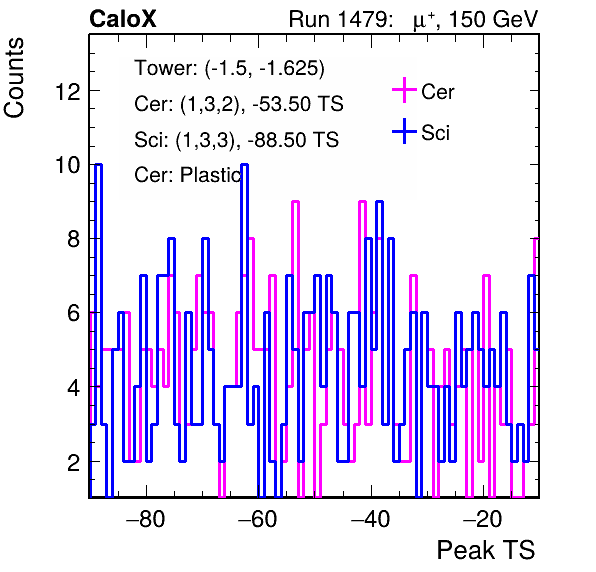 CaloX Run 1479: μ⁺, 150 GeV
Counts
Tower: (-1.5, -1.625)
Cer: (1,3,2), -53.50 TS
Sci: (1,3,3), -88.50 TS
Cer: Plastic
Cer
Sci
12
10
8
6
4
2
−80 −60 −40 −20
Peak TS